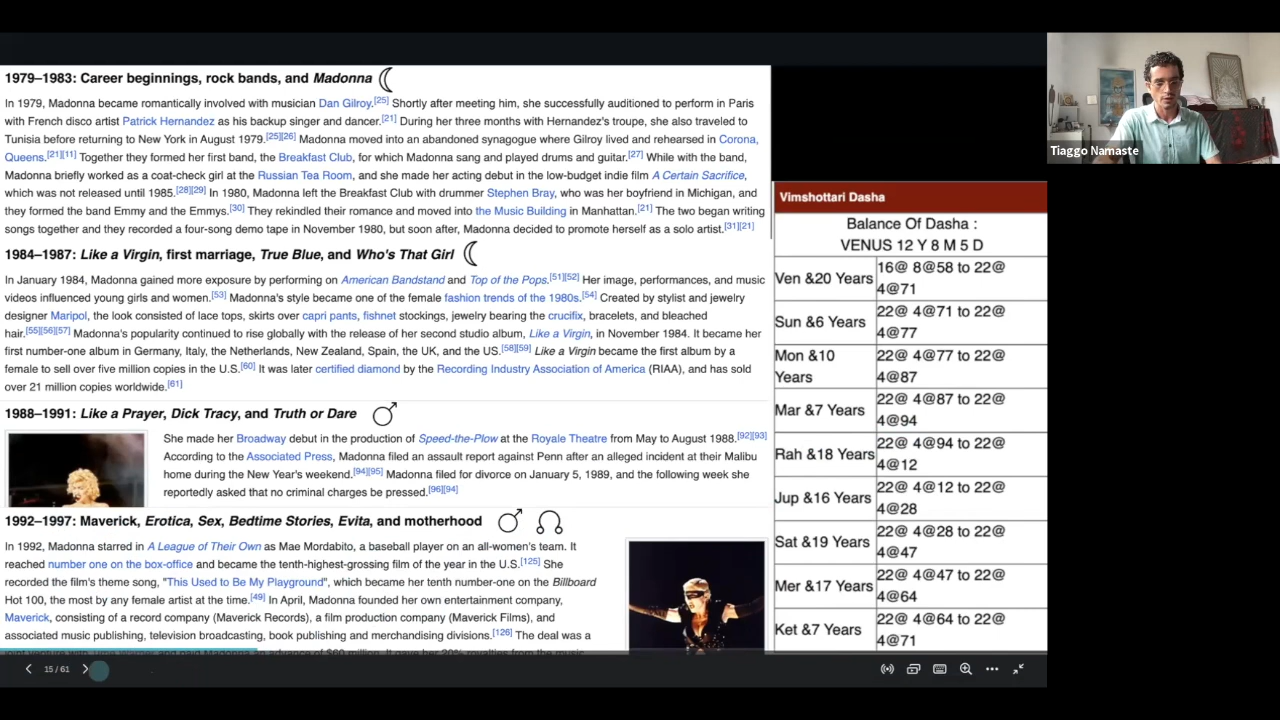 1979–1983: Career beginnings, rock bands, and Madonna
In 1979, Madonna became romantically involved with musician Dan Gilroy.[25] Shortly after meeting him, she successfully auditioned to perform in Paris
with French disco artist Patrick Hernandez as his backup singer and dancer.[21] During her three months with Hernandez's troupe, she also traveled to
Tunisia before returning to New York in August 1979.[25][26] Madonna moved into an abandoned synagogue where Gilroy lived and rehearsed in Corona,
Queens.[21][11] Together they formed her first band, the Breakfast Club, for which Madonna sang and played drums and guitar.[27] While with the band,
Madonna briefly worked as a coat-check girl at the Russian Tea Room, and she made her acting debut in the low-budget indie film A Certain Sacrifice,
which was not released until 1985.[28][29] In 1980, Madonna left the Breakfast Club with drummer Stephen Bray, who was her boyfriend in Michigan, and
they formed the band Emmy and the Emmys.[30] They rekindled their romance and moved into the Music Building in Manhattan.[21] The two began writing
songs together and they recorded a four-song demo tape in November 1980, but soon after, Madonna decided to promote herself as a solo artist.[31][21]
1984–1987: Like a Virgin, first marriage, True Blue, and Who's That Girl
In January 1984, Madonna gained more exposure by performing on American Bandstand and Top of the Pops.[51][52] Her image, performances, and music
videos influenced young girls and women.[53] Madonna's style became one of the female fashion trends of the 1980s.[54] Created by stylist and jewelry
designer Maripol, the look consisted of lace tops, skirts over capri pants, fishnet stockings, jewelry bearing the crucifix, bracelets, and bleached
hair.[55][56][57] Madonna's popularity continued to rise globally with the release of her second studio album, Like a Virgin, in November 1984. It became her
first number-one album in Germany, Italy, the Netherlands, New Zealand, Spain, the UK, and the US.[58][59] Like a Virgin became the first album by a
female to sell over five million copies in the U.S.[60] It was later certified diamond by the Recording Industry Association of America (RIAA), and has sold
over 21 million copies worldwide.[61]
1988–1991: Like a Prayer, Dick Tracy, and Truth or Dare
She made her Broadway debut in the production of Speed-the-Plow at the Royale Theatre from May to August 1988.[92][93]
According to the Associated Press, Madonna filed an assault report against Penn after an alleged incident at their Malibu
home during the New Year's weekend.[94][95] Madonna filed for divorce on January 5, 1989, and the following week she
reportedly asked that no criminal charges be pressed.[96][94]
1992–1997: Maverick, Erotica, Sex, Bedtime Stories, Evita, and motherhood
In 1992, Madonna starred in A League of Their Own as Mae Mordabito, a baseball player on an all-women's team. It
reached number one on the box-office and became the tenth-highest-grossing film of the year in the U.S.[125] She
recorded the film's theme song, "This Used to Be My Playground", which became her tenth number-one on the Billboard
Hot 100, the most by any female artist at the time.[49] In April, Madonna founded her own entertainment company,
Maverick, consisting of a record company (Maverick Records), a film production company (Maverick Films), and
associated music publishing, television broadcasting, book publishing and merchandising divisions.[126] The deal was a
15 / 61
Tiaggo Namaste
Vimshottari Dasha
Balance Of Dasha :
VENUS 12 Y 8 M 5 D
Ven &20 Years 16@ 8@58 to 22@ 4@71
Sun &6 Years 22@ 4@71 to 22@ 4@77
Mon &10 Years 22@ 4@77 to 22@ 4@87
Mar &7 Years 22@ 4@87 to 22@ 4@94
Rah &18 Years 22@ 4@94 to 22@ 4@12
Jup &16 Years 22@ 4@12 to 22@ 4@28
Sat &19 Years 22@ 4@28 to 22@ 4@47
Mer &17 Years 22@ 4@47 to 22@ 4@64
Ket &7 Years 22@ 4@64 to 22@ 4@71